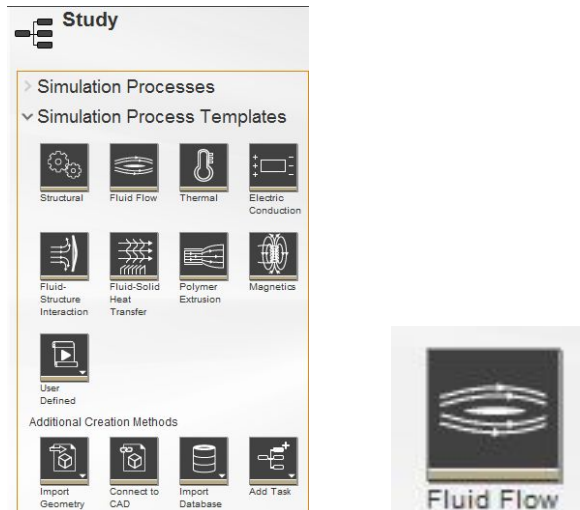 Study
Simulation Processes
Simulation Process Templates
Structural
Fluid Flow
Thermal
Electric
Conduction
Fluid-
Structure
Interaction
Fluid-Solid
Heat
Transfer
Polymer
Extrusion
Magnetics
User
Defined
Additional Creation Methods
Import
Geometry
Connect to
CAD
Import
Database
Add Task
Fluid Flow